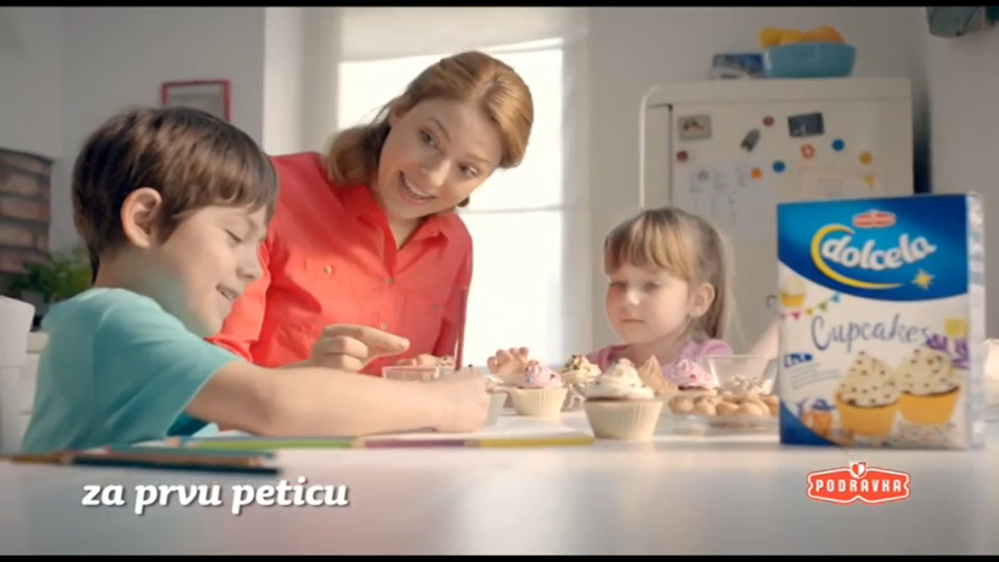 dolcela
Cupcakes
za prvu peticu
PODRAVKA